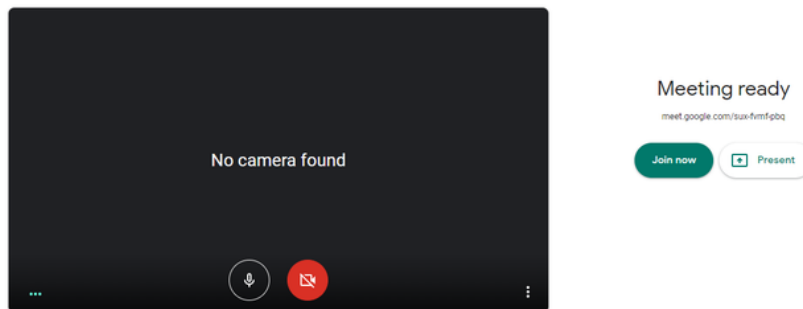 No camera found
Meeting ready
meet.google.com/sux-fvmf-pbq
Join now
Present